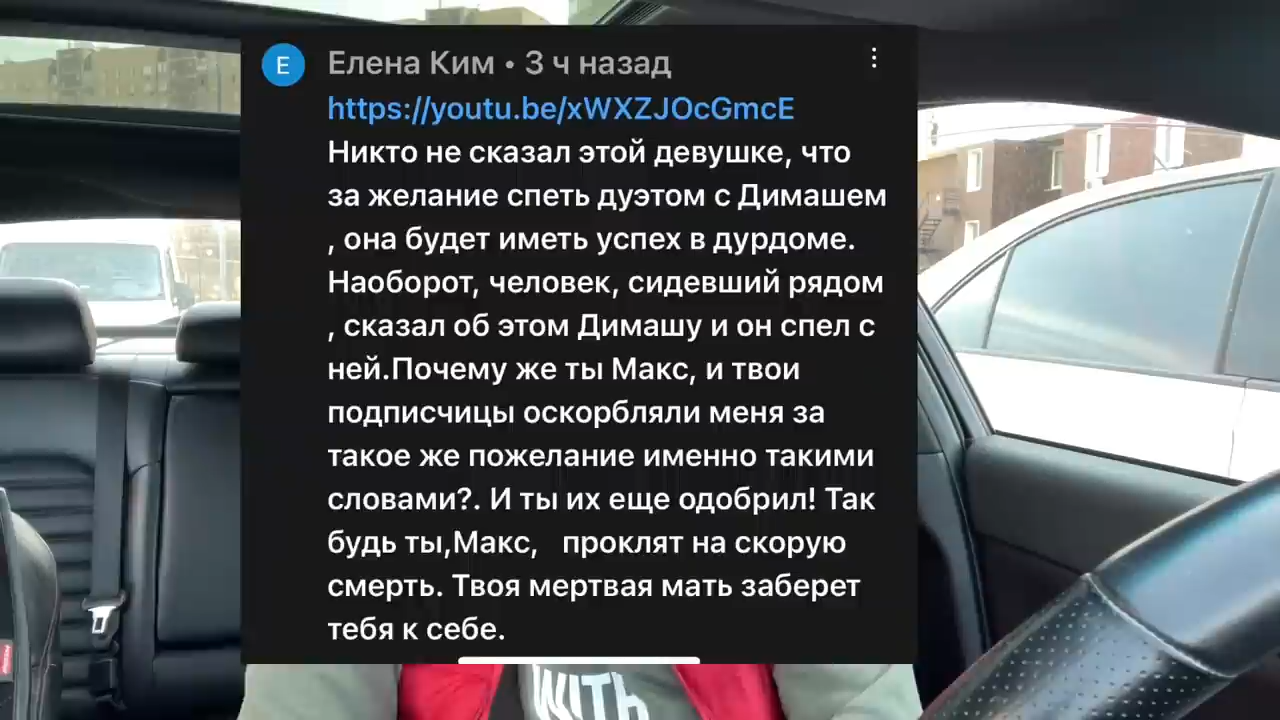 E
Елена Ким • 3 ч назад
https://youtu.be/xWXZJOcGmcE
Никто не сказал этой девушке, что
за желание спеть дуэтом с Димашем
, она будет иметь успех в дурдоме.
Наоборот, человек, сидевший рядом
, сказал об этом Димашу и он спел с
ней.Почему же ты Макс, и твои
подписчицы оскорбляли меня за
такое же пожелание именно такими
словами?. И ты их еще одобрил! Так
будь ты,Макс,   проклят на скорую
смерть. Твоя мертвая мать заберет
тебя к себе.
WITH